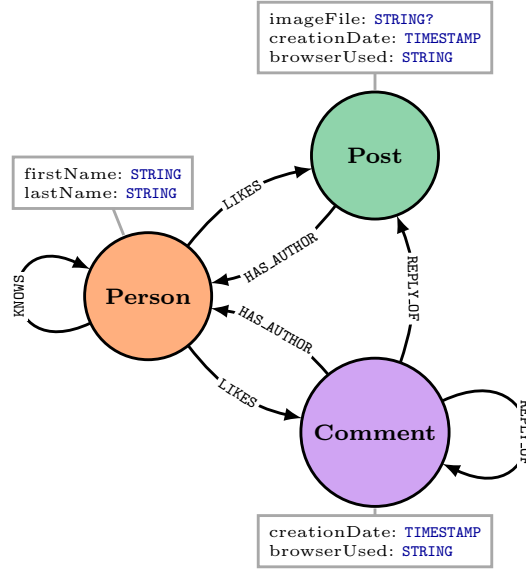 imageFile: STRING?
creationDate: TIMESTAMP
browserUsed: STRING
Post
firstName: STRING
lastName: STRING
LIKES
HAS_AUTHOR
Person
KNOWS
HAS_AUTHOR
REPLY_OF
LIKES
Comment
REPLY_OF
creationDate: TIMESTAMP
browserUsed: STRING